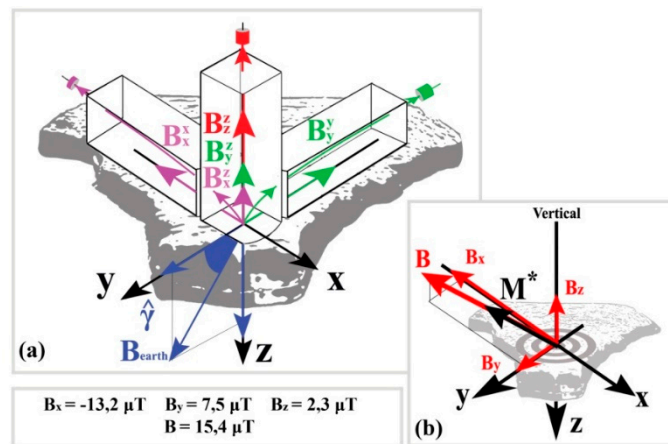 B_z^z
B_x^x
B_y^y
B_y^z
B_x^z
x
y
γ̂
B_earth
z
(a)
Vertical
B
B_x
M*
B_z
B_y
y
x
z
(b)
B_x = -13,2 μT B_y = 7,5 μT B_z = 2,3 μT
B = 15,4 μT